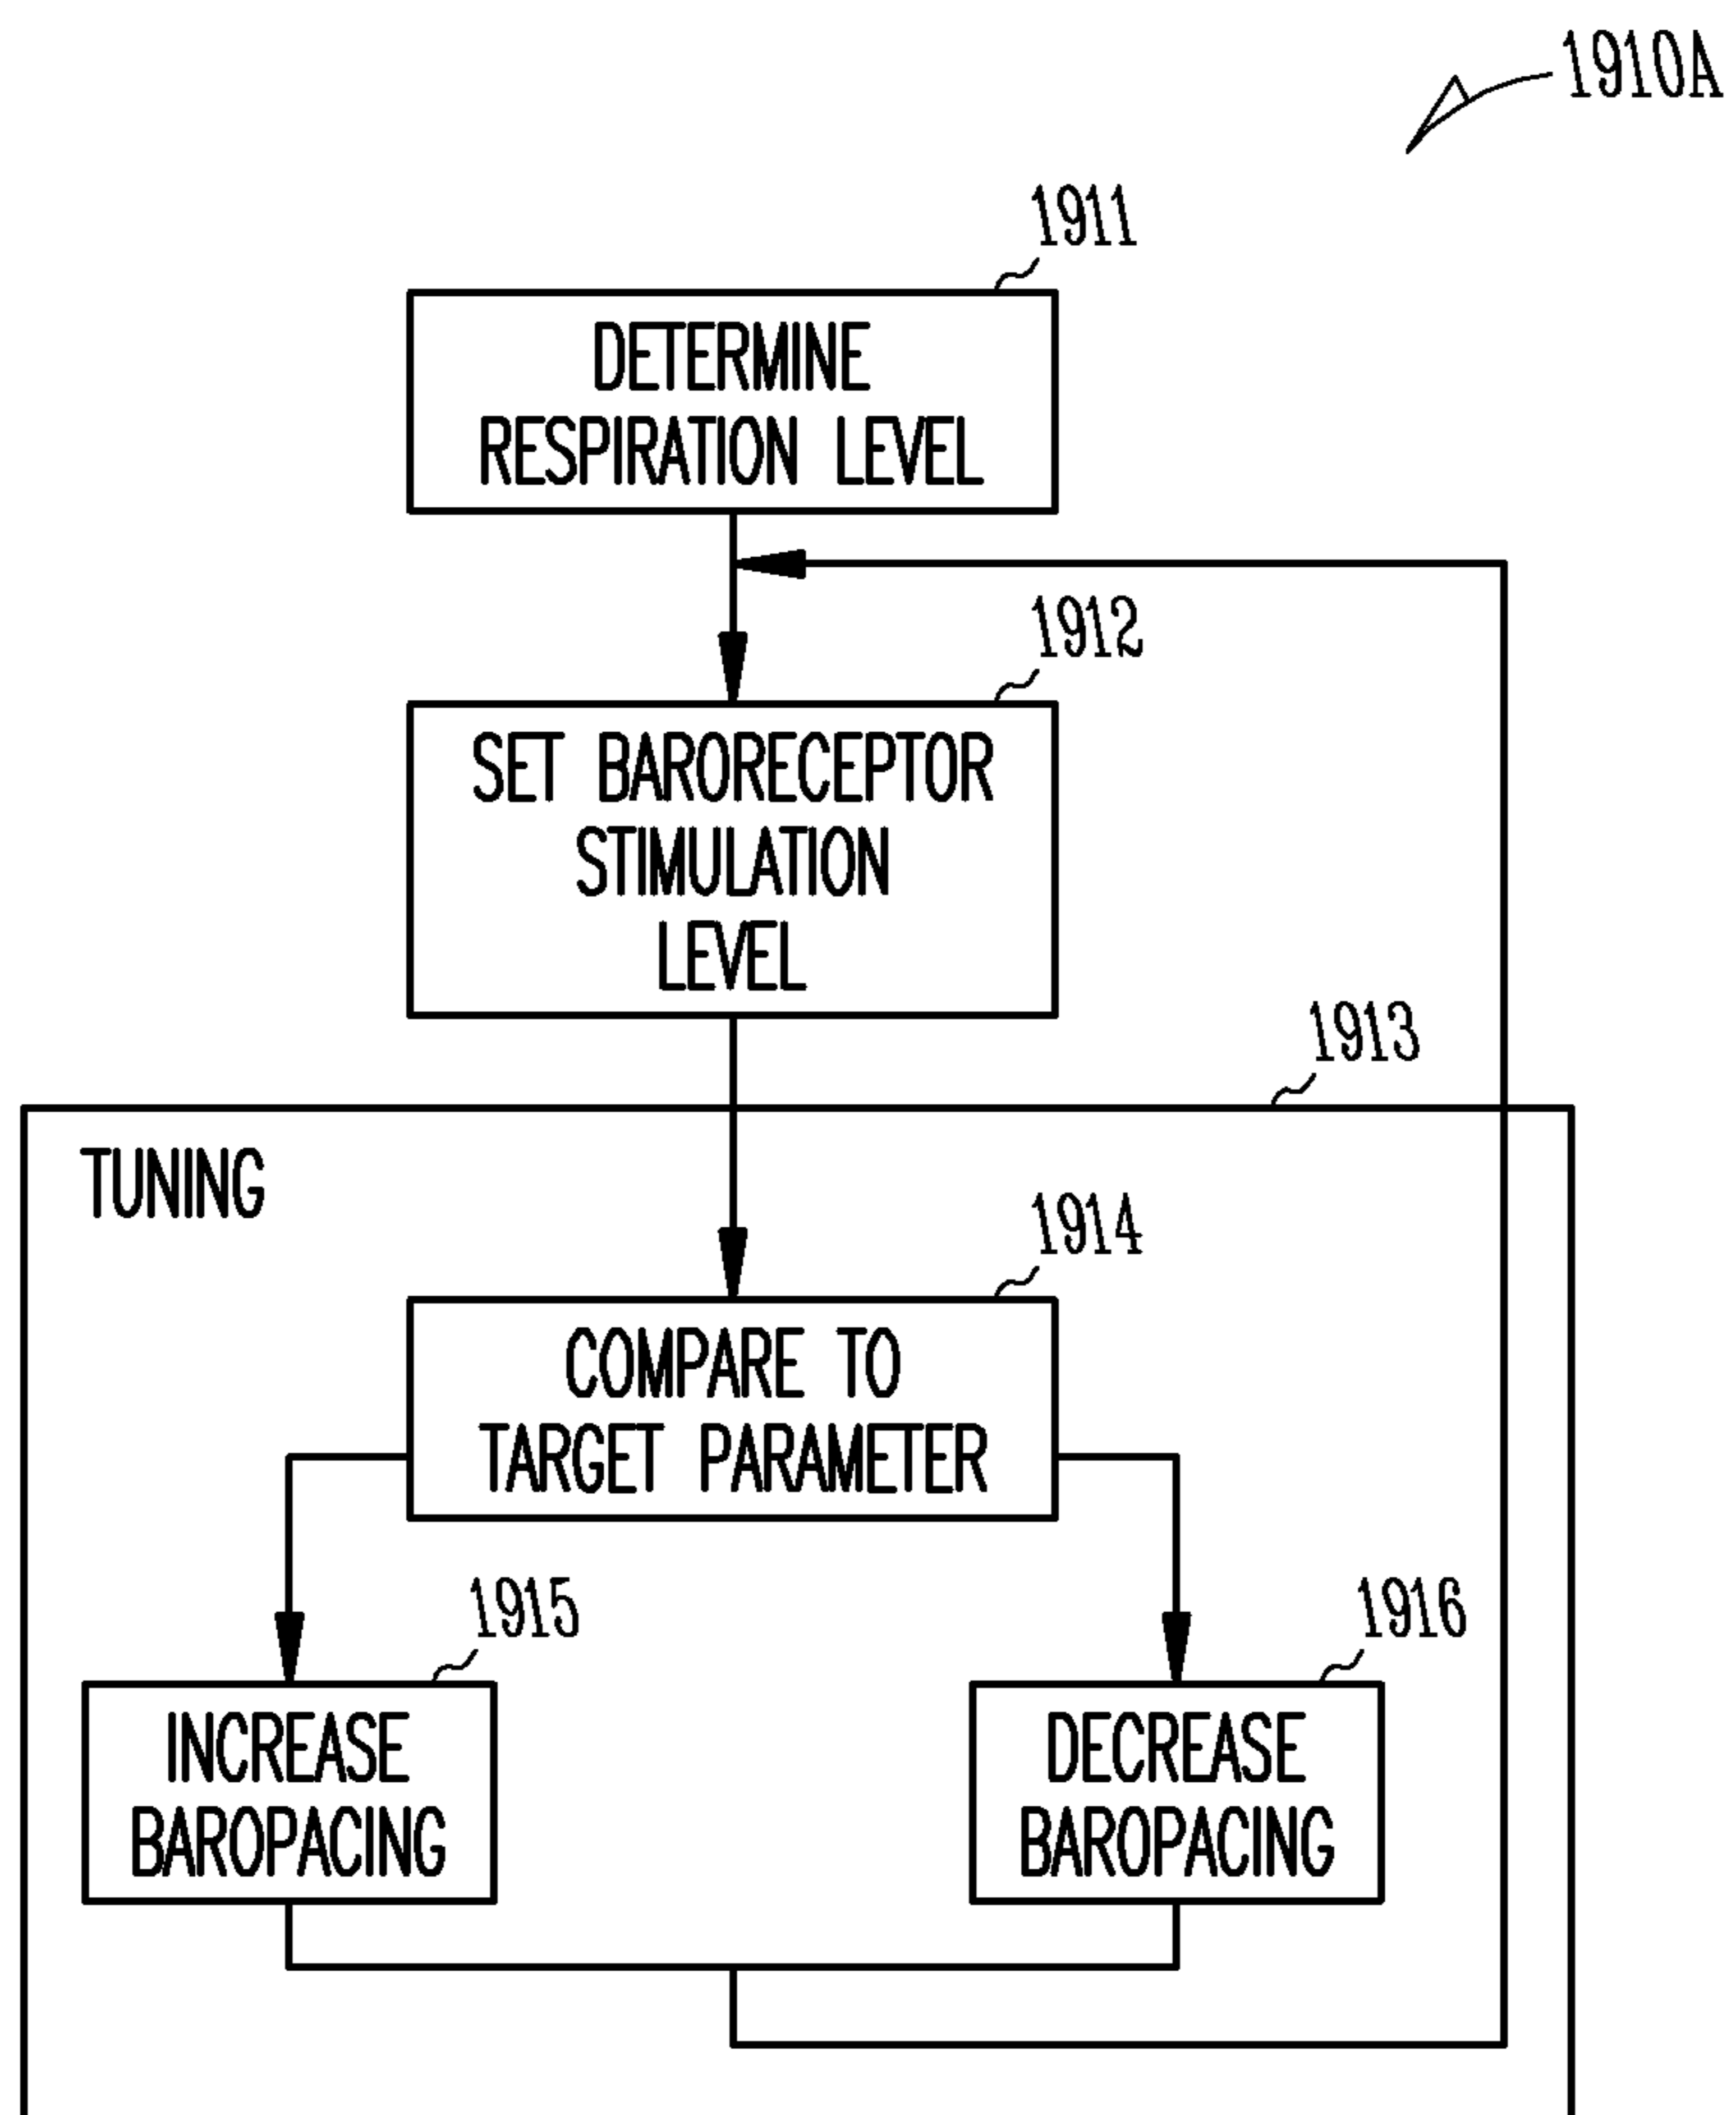 1910A
1911
DETERMINE
RESPIRATION LEVEL
1912
SET BARORECEPTOR
STIMULATION
LEVEL
1913
TUNING
1914
COMPARE TO
TARGET PARAMETER
1915
INCREASE
BAROPACING
1916
DECREASE
BAROPACING